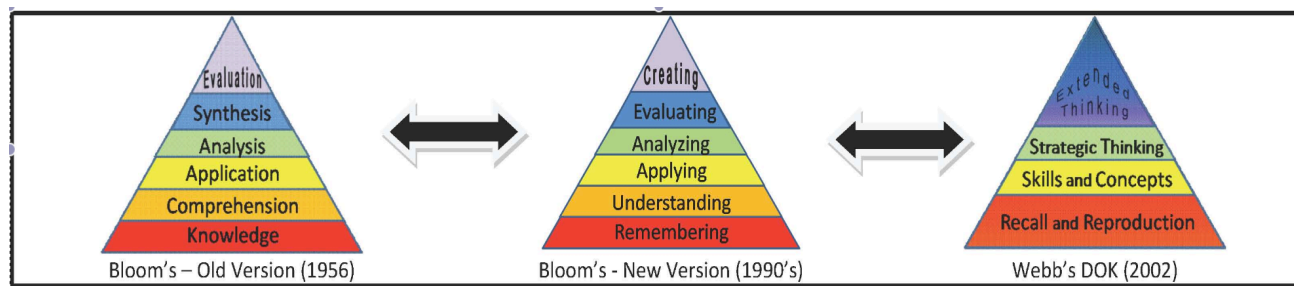 Evaluation
Synthesis
Analysis
Application
Comprehension
Knowledge
Bloom's – Old Version (1956)
Creating
Evaluating
Analyzing
Applying
Understanding
Remembering
Bloom's - New Version (1990's)
Extended
Thinking
Strategic Thinking
Skills and Concepts
Recall and Reproduction
Webb's DOK (2002)